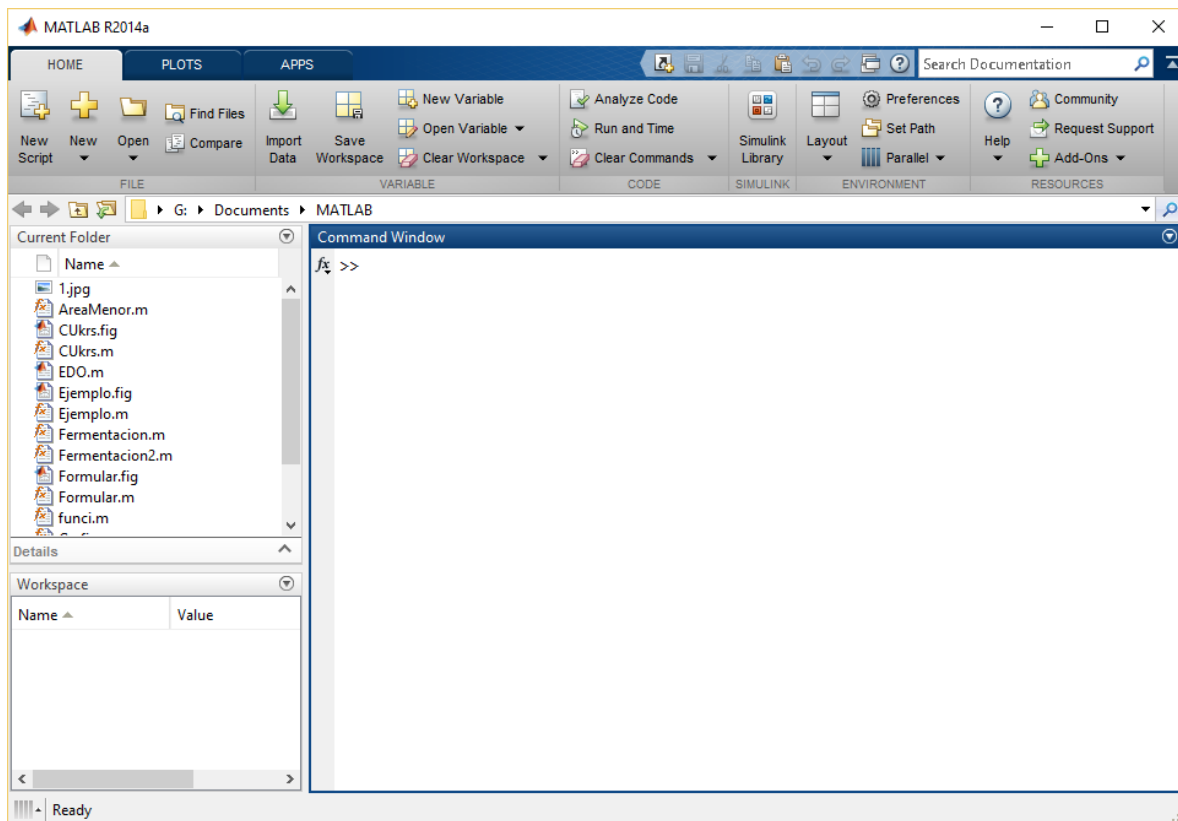 MATLAB R2014a
HOME PLOTS APPS Search Documentation
New Script
New
Open
Find Files
Compare
FILE
Import Data
Save Workspace
New Variable
Open Variable
Clear Workspace
VARIABLE
Analyze Code
Run and Time
Clear Commands
CODE
Simulink Library
SIMULINK
Layout
Preferences
Set Path
Parallel
ENVIRONMENT
Help
Community
Request Support
Add-Ons
RESOURCES
G: Documents MATLAB
Current Folder
Name
1.jpg
AreaMenor.m
CUkrs.fig
CUkrs.m
EDO.m
Ejemplo.fig
Ejemplo.m
Fermentacion.m
Fermentacion2.m
Formular.fig
Formular.m
funci.m
Details
Workspace
Name Value
Command Window
fx >>
Ready